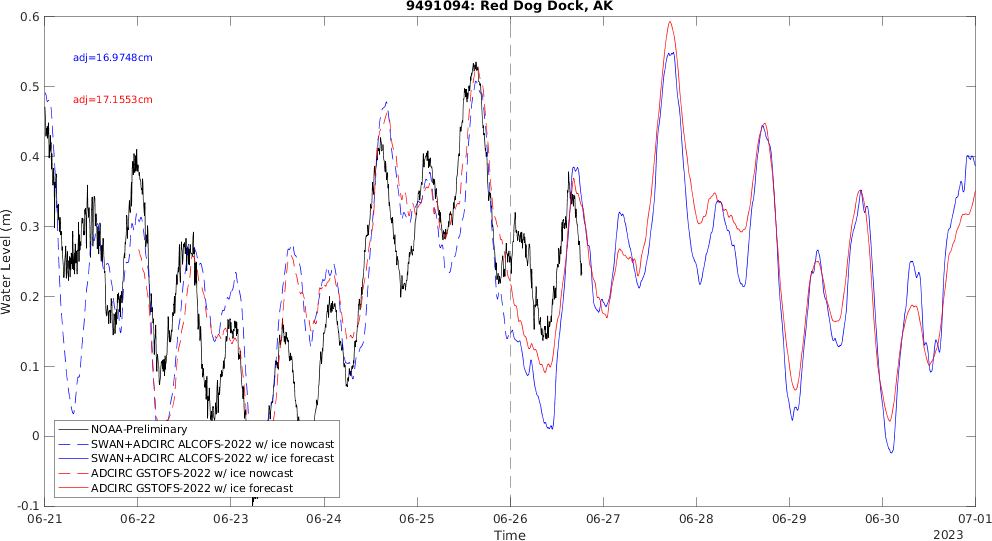 9491094: Red Dog Dock, AK
adj=16.9748cm
adj=17.1553cm
Water Level (m)
0.6
0.5
0.4
0.3
0.2
0.1
0
-0.1
NOAA-Preliminary
SWAN+ADCIRC ALCOFS-2022 w/ ice nowcast
SWAN+ADCIRC ALCOFS-2022 w/ ice forecast
ADCIRC GSTOFS-2022 w/ ice nowcast
ADCIRC GSTOFS-2022 w/ ice forecast
06-21 06-22 06-23 06-24 06-25 06-26 06-27 06-28 06-29 06-30 07-01
Time
2023